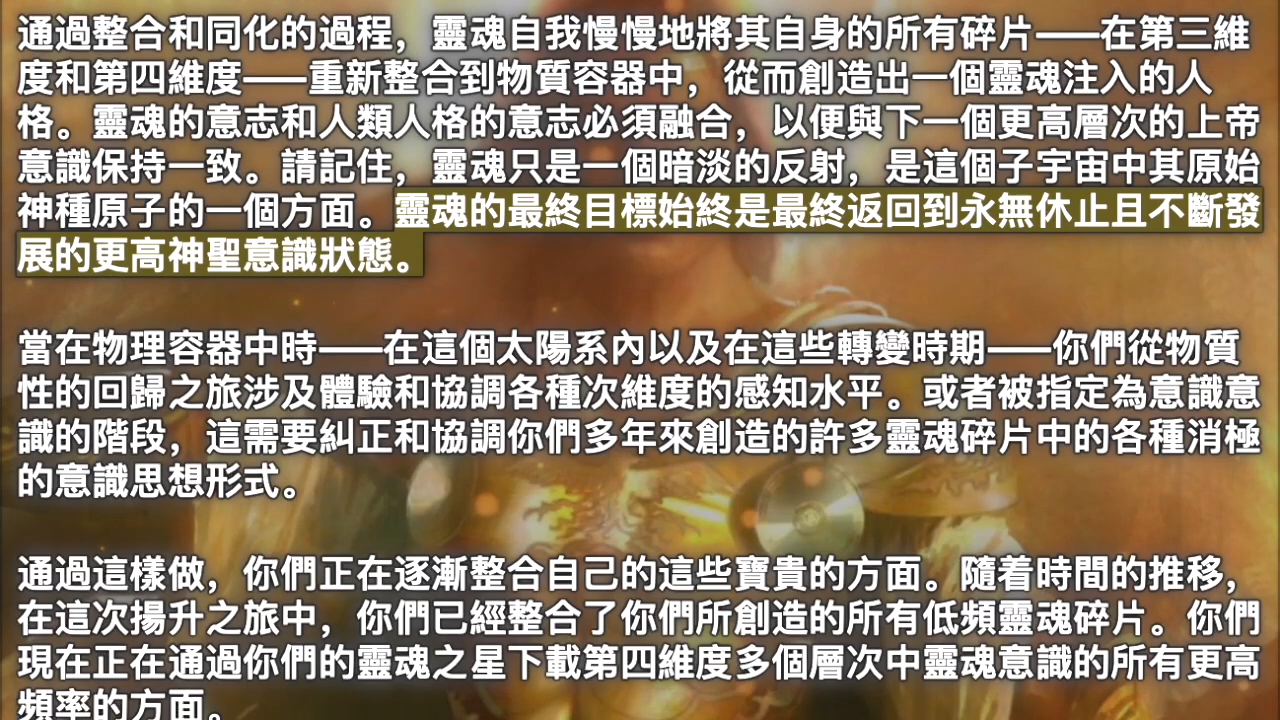 通過整合和同化的過程，靈魂自我慢慢地將其自身的所有碎片——在第三維
度和第四維度——重新整合到物質容器中，從而創造出一個靈魂注入的人
格。靈魂的意志和人類人格的意志必須融合，以便與下一個更高層次的上帝
意識保持一致。請記住，靈魂只是一個暗淡的反射，是這個子宇宙中其原始
神種原子的一個方面。靈魂的最終目標始終是最終返回到永無休止且不斷發
展的更高神聖意識狀態。
當在物理容器中時——在這個太陽系內以及在這些轉變時期——你們從物質
性的回歸之旅涉及體驗和協調各種次維度的感知水平。或者被指定為意識意
識的階段，這需要糾正和協調你們多年來創造的許多靈魂碎片中的各種消極
的意識思想形式。
通過這樣做，你們正在逐漸整合自己的這些寶貴的方面。隨着時間的推移，
在這次揚升之旅中，你們已經整合了你們所創造的所有低頻靈魂碎片。你們
現在正在通過你們的靈魂之星下載第四維度多個層次中靈魂意識的所有更高
頻率的方面。